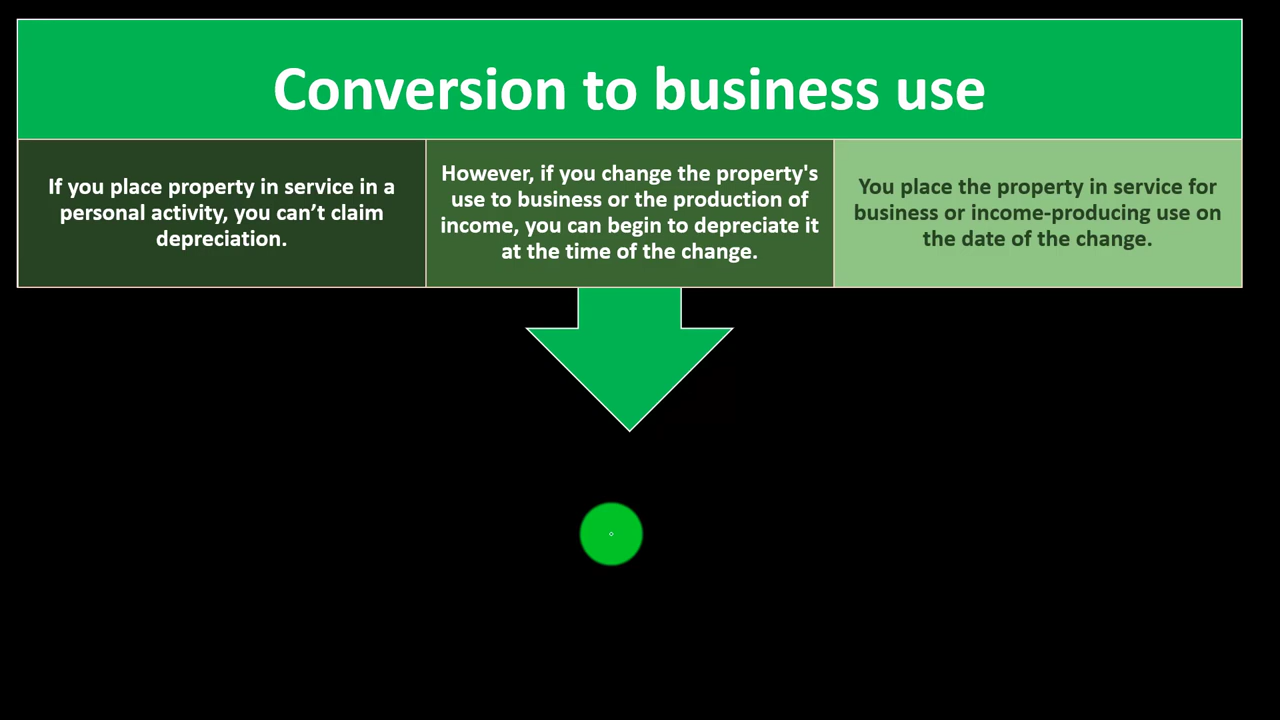 Conversion to business use
If you place property in service in a
personal activity, you can’t claim
depreciation.
However, if you change the property's
use to business or the production of
income, you can begin to depreciate it
at the time of the change.
You place the property in service for
business or income-producing use on
the date of the change.